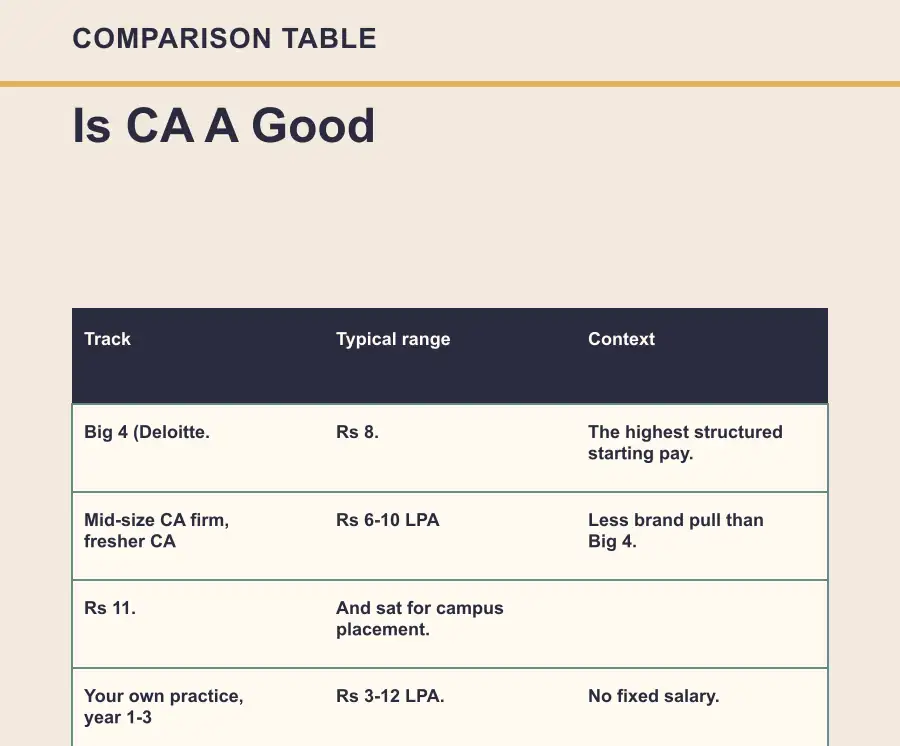 COMPARISON TABLE
Is CA A Good
Track Typical range Context
Big 4 (Deloitte. Rs 8. The highest structured
starting pay.
Mid-size CA firm, Rs 6-10 LPA Less brand pull than
fresher CA Big 4.
Rs 11. And sat for campus
placement.
Your own practice, Rs 3-12 LPA. No fixed salary.
year 1-3